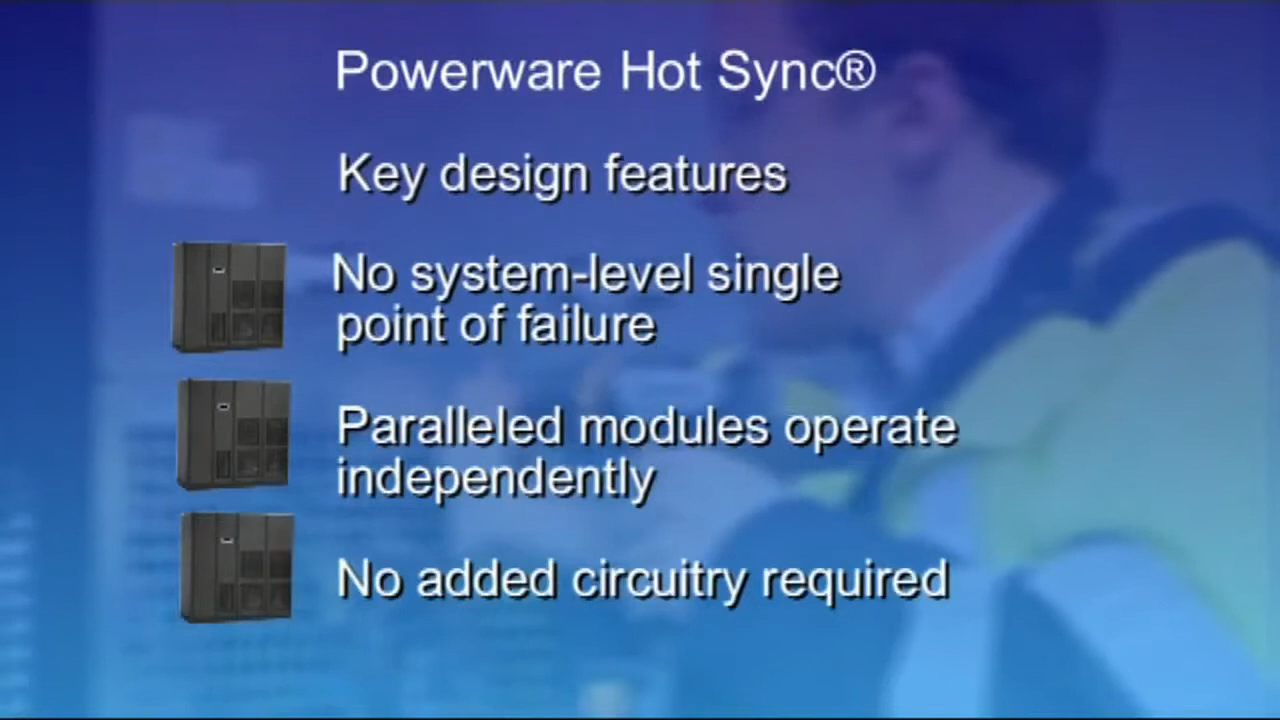 Powerware Hot Sync®
Key design features
No system-level single
point of failure
Paralleled modules operate
independently
No added circuitry required